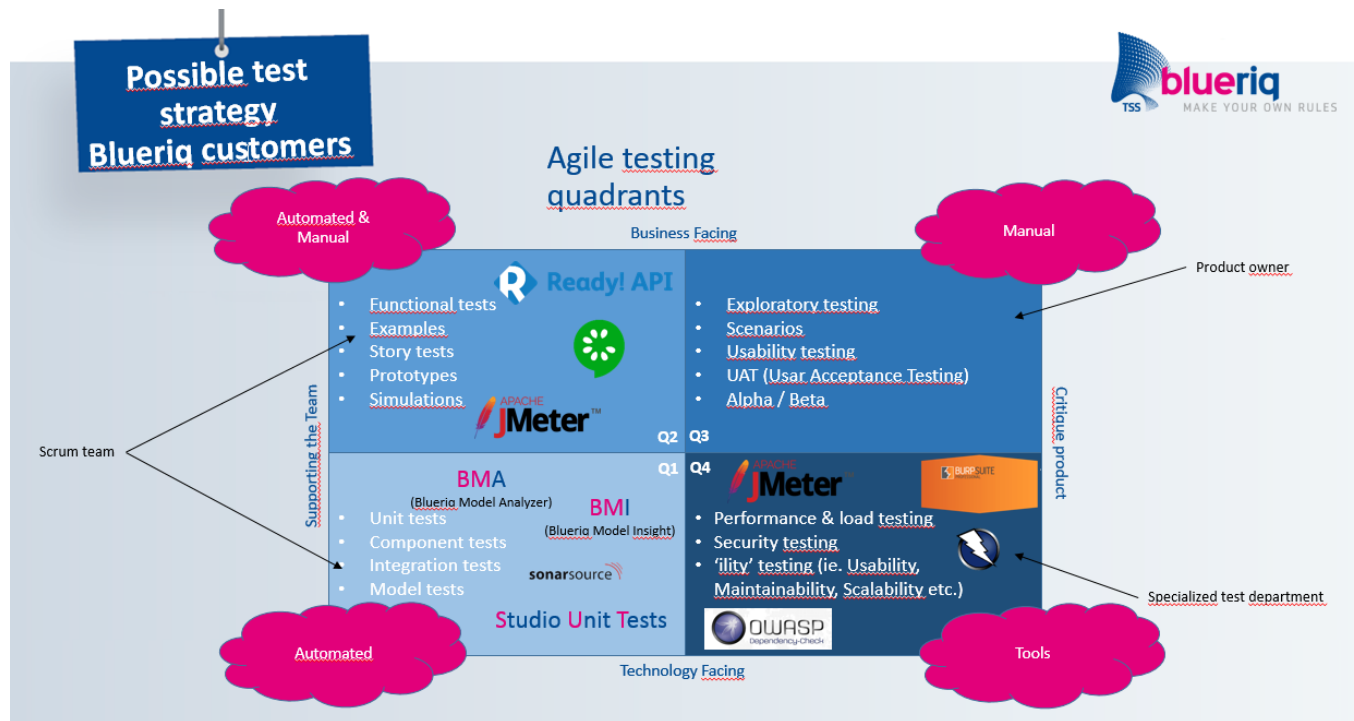 Possible test
strategy
Blueriq customers
TSS
blueriq
MAKE YOUR OWN RULES
Agile testing
quadrants
Automated &
Manual
Business Facing
Manual
Product owner
Ready! API
• Functional tests
• Examples
• Story tests
• Prototypes
• Simulations
APACHE
JMeter™
Q2
• Exploratory testing
• Scenarios
• Usability testing
• UAT (Usar Acceptance Testing)
• Alpha / Beta
Q3
Supporting the Team
Critique product
Scrum team
Q1
BMA
(Blueriq Model Analyzer)
BMI
(Blueriq Model Insight)
• Unit tests
• Component tests
• Integration tests
• Model tests
sonarsource
Studio Unit Tests
Q4
APACHE
JMeter™
BURPSUITE
PROFESSIONAL
• Performance & load testing
• Security testing
• ‘ility’ testing (ie. Usability,
Maintainability, Scalability etc.)
OWASP
Dependency-Check
Specialized test department
Automated
Technology Facing
Tools